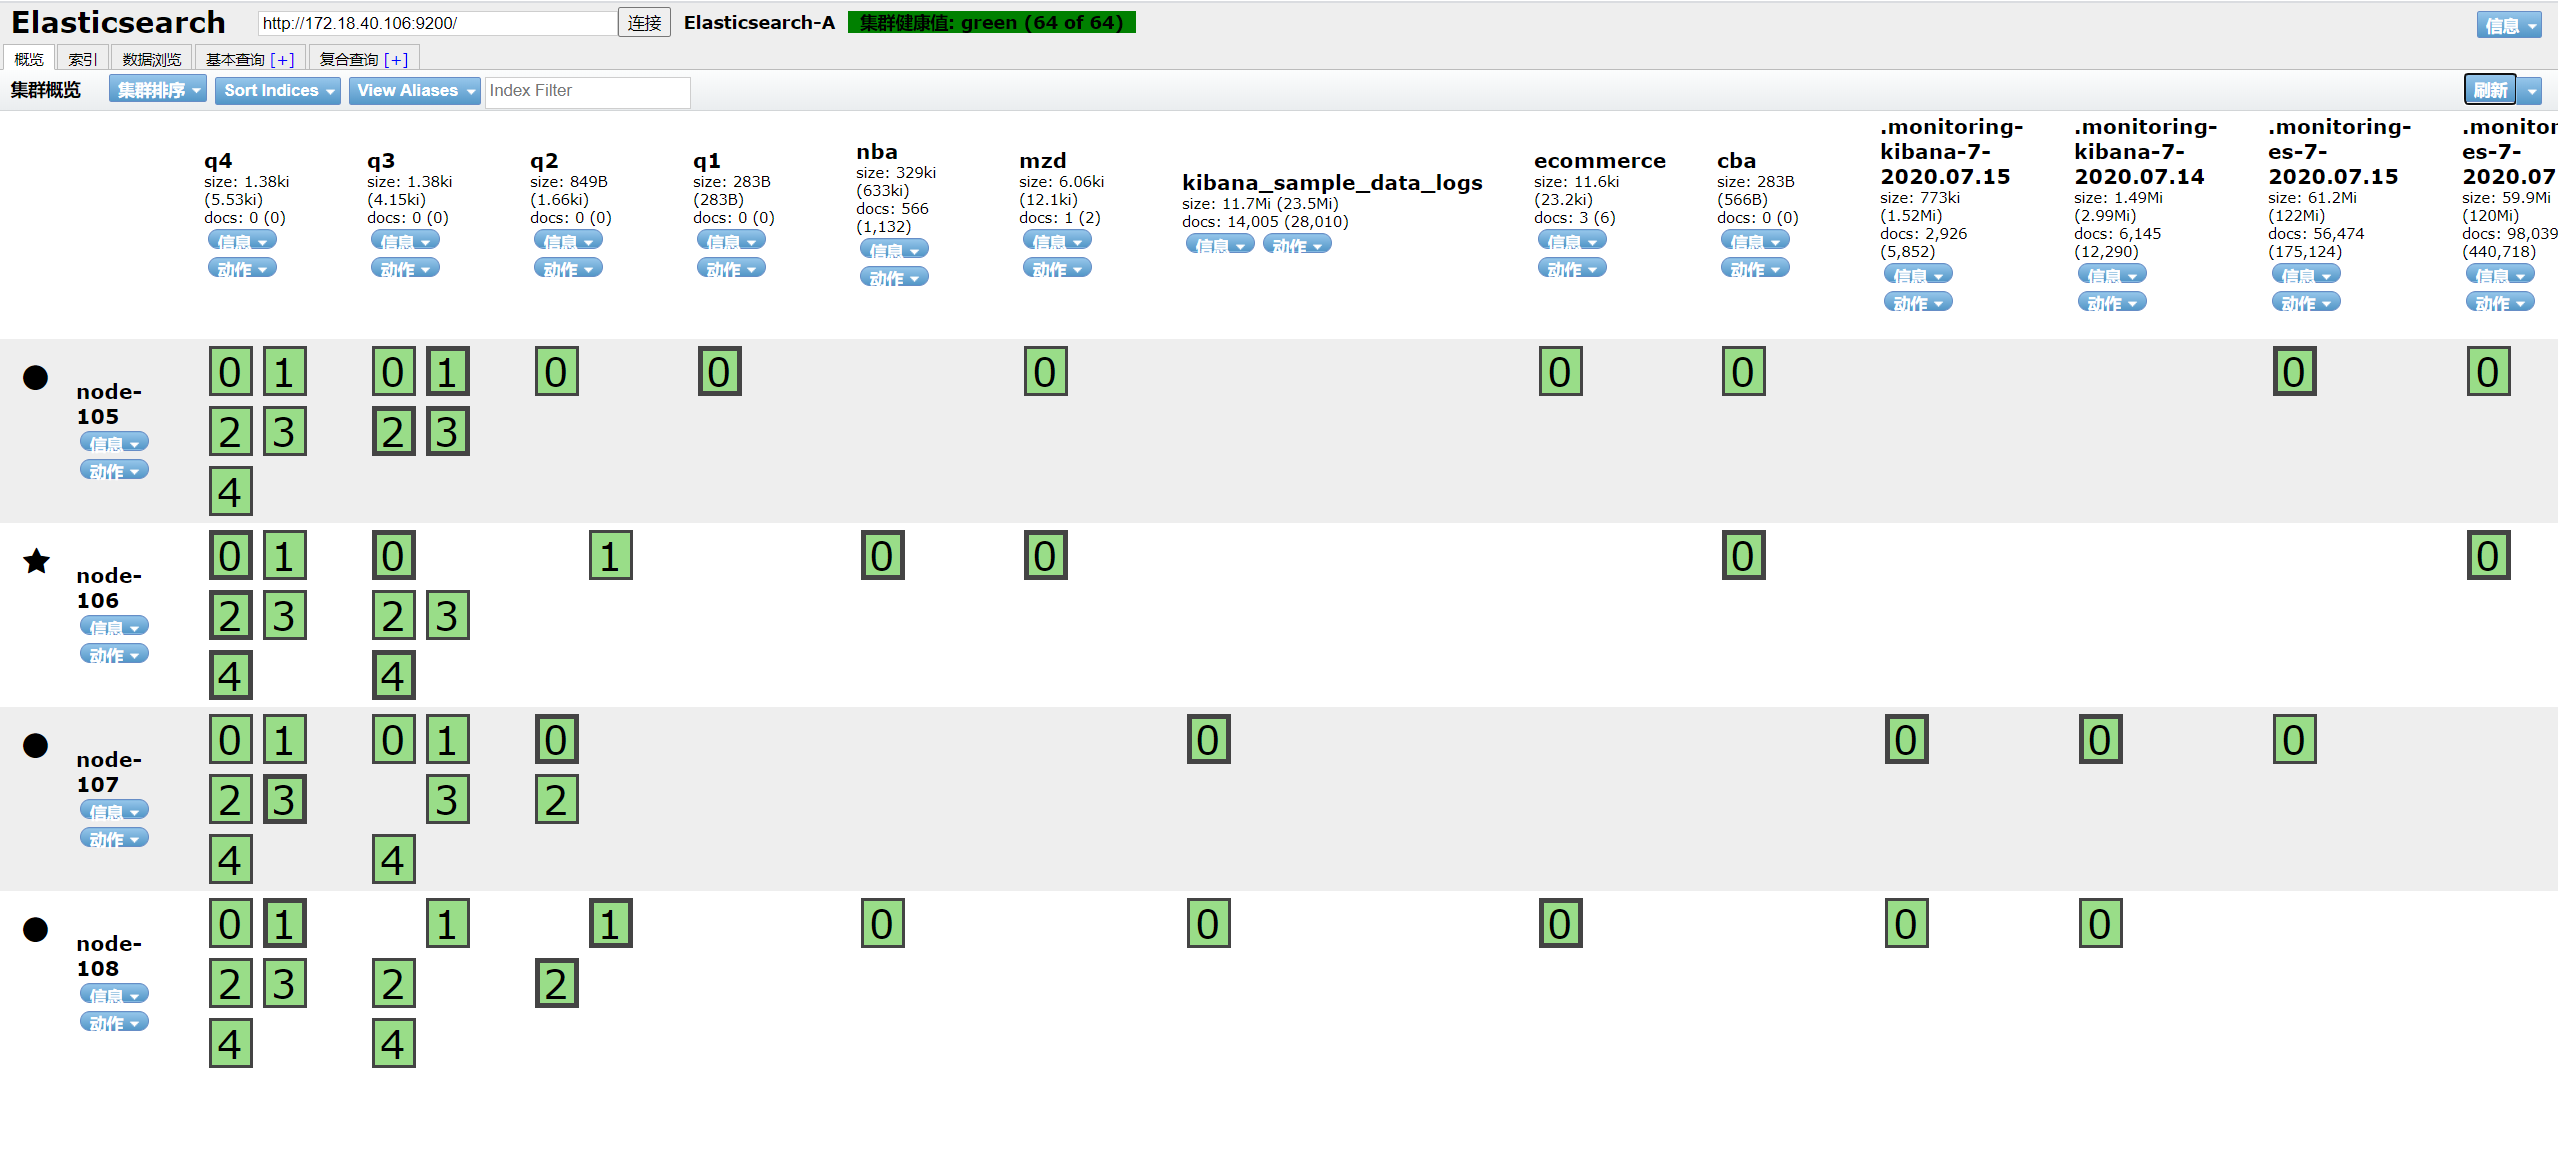 Elasticsearch
http://172.18.40.106:9200/
连接
Elasticsearch-A
集群健康值: green (64 of 64)
信息
概览
索引
数据浏览
基本查询 [+]
复合查询 [+]
集群概览
集群排序
Sort Indices
View Aliases
Index Filter
刷新
q4
size: 1.38ki
(5.53ki)
docs: 0 (0)
信息
动作
q3
size: 1.38ki
(4.15ki)
docs: 0 (0)
信息
动作
q2
size: 849B
(1.66ki)
docs: 0 (0)
信息
动作
q1
size: 283B
(283B)
docs: 0 (0)
信息
动作
nba
size: 329ki
(633ki)
docs: 566
(1,132)
信息
动作
mzd
size: 6.06ki
(12.1ki)
docs: 1 (2)
信息
动作
kibana_sample_data_logs
size: 11.7Mi (23.5Mi)
docs: 14,005 (28,010)
信息 动作
ecommerce
size: 11.6ki
(23.2ki)
docs: 3 (6)
信息
动作
cba
size: 283B
(566B)
docs: 0 (0)
信息
动作
.monitoring-
kibana-7-
2020.07.15
size: 773ki
(1.52Mi)
docs: 2,926
(5,852)
信息
动作
.monitoring-
kibana-7-
2020.07.14
size: 1.49Mi
(2.99Mi)
docs: 6,145
(12,290)
信息
动作
.monitoring-
es-7-
2020.07.15
size: 61.2Mi
(122Mi)
docs: 56,474
(175,124)
信息
动作
.monitor
es-7-
2020.07
size: 59.9Mi
(120Mi)
docs: 98,039
(440,718)
信息
动作
node-
105
信息
动作
0 1 0 1 0 0 0 0 0 0 0
2 3 2 3
4
node-
106
信息
动作
0 1 0 1 0 0 0 0
2 3 2 3
4 4
node-
107
信息
动作
0 1 0 1 0 0 0 0 0
2 3 3 2
4 4
node-
108
信息
动作
0 1 1 1 0 0 0 0 0
2 3 2 2
4 4